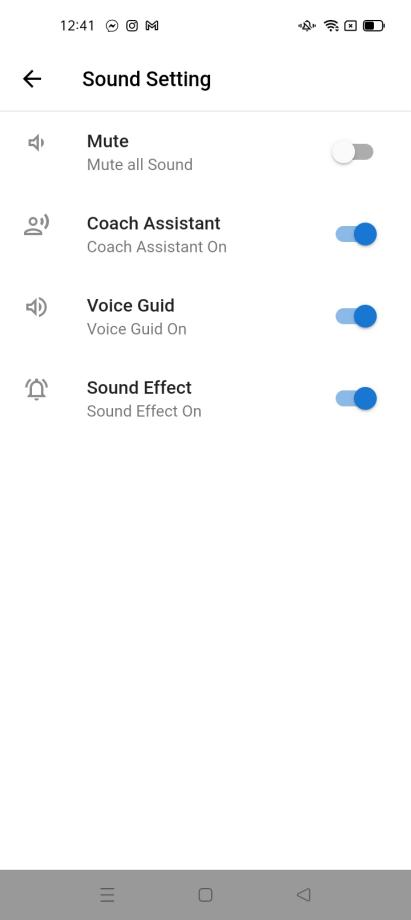 12:41
Sound Setting
Mute
Mute all Sound
Coach Assistant
Coach Assistant On
Voice Guid
Voice Guid On
Sound Effect
Sound Effect On